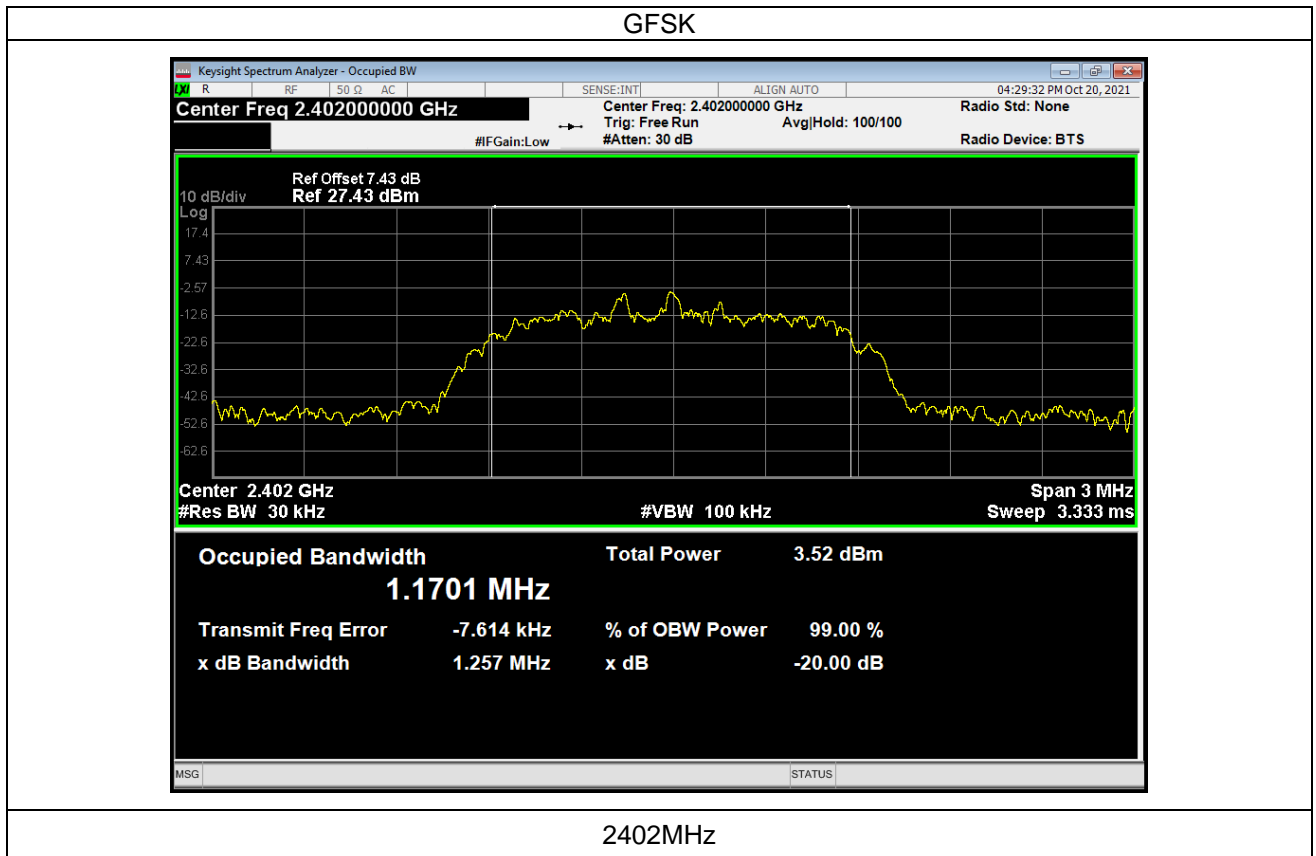 GFSK
Keysight Spectrum Analyzer - Occupied BW
LXI R RF 50 Ω AC SENSE:INT ALIGN AUTO 04:29:32 PM Oct 20, 2021
Center Freq 2.402000000 GHz Center Freq: 2.402000000 GHz Radio Std: None
Trig: Free Run Avg|Hold: 100/100
#IFGain:Low #Atten: 30 dB Radio Device: BTS
Ref Offset 7.43 dB
10 dB/div Ref 27.43 dBm
Log
17.4
7.43
-2.57
-12.6
-22.6
-32.6
-42.6
-52.6
-62.6
Center 2.402 GHz Span 3 MHz
#Res BW 30 kHz #VBW 100 kHz Sweep 3.333 ms
Occupied Bandwidth Total Power 3.52 dBm
1.1701 MHz
Transmit Freq Error -7.614 kHz % of OBW Power 99.00 %
x dB Bandwidth 1.257 MHz x dB -20.00 dB
MSG STATUS
2402MHz